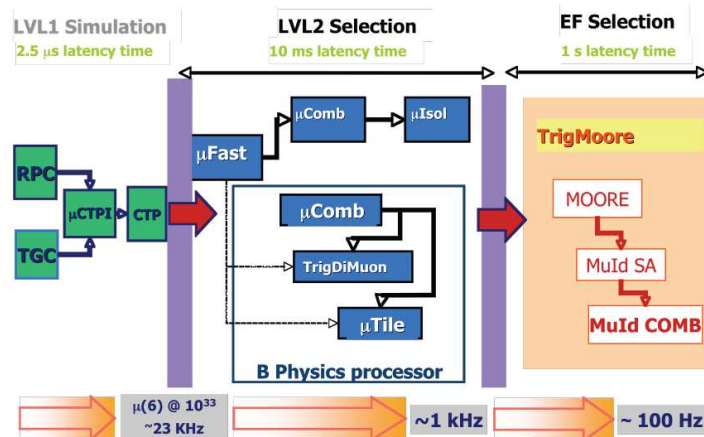 LVL1 Simulation
2.5 μs latency time
LVL2 Selection
10 ms latency time
EF Selection
1 s latency time
RPC
TGC
μCTPI
CTP
μFast
μComb
μIsol
μComb
TrigDiMuon
μTile
B Physics processor
TrigMoore
MOORE
MuId SA
MuId COMB
μ(6) @ 10³³
~23 KHz
~1 kHz
~ 100 Hz